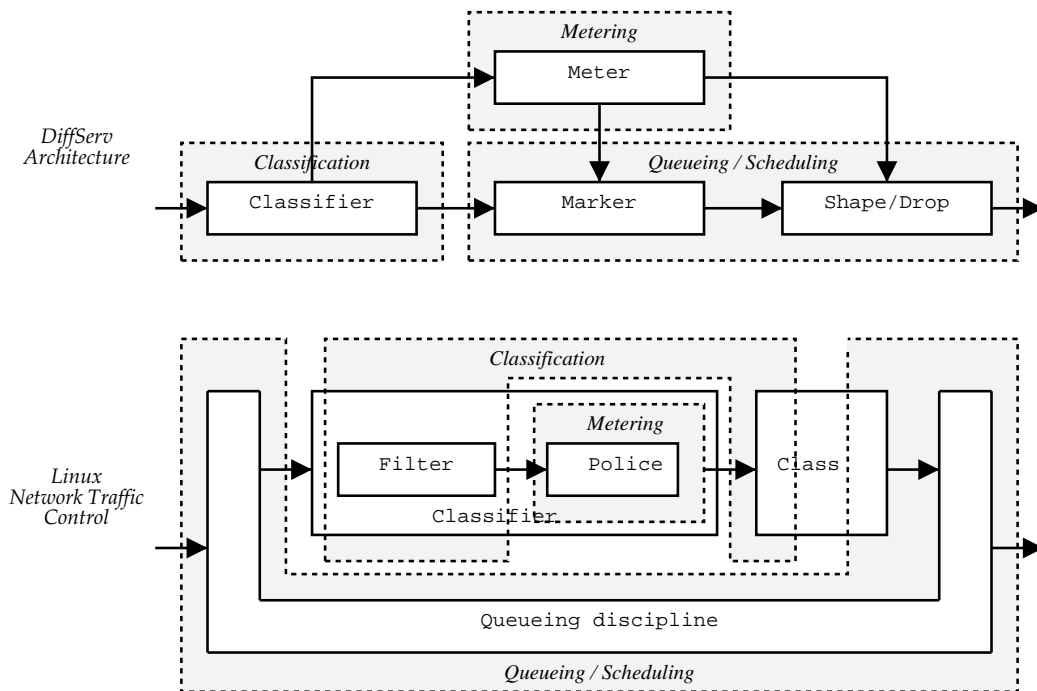 Metering
Meter
DiffServ
Architecture
Classification
Queueing / Scheduling
Classifier
Marker
Shape/Drop
Classification
Metering
Filter
Police
Class
Linux
Network Traffic
Control
Classifier
Queueing discipline
Queueing / Scheduling